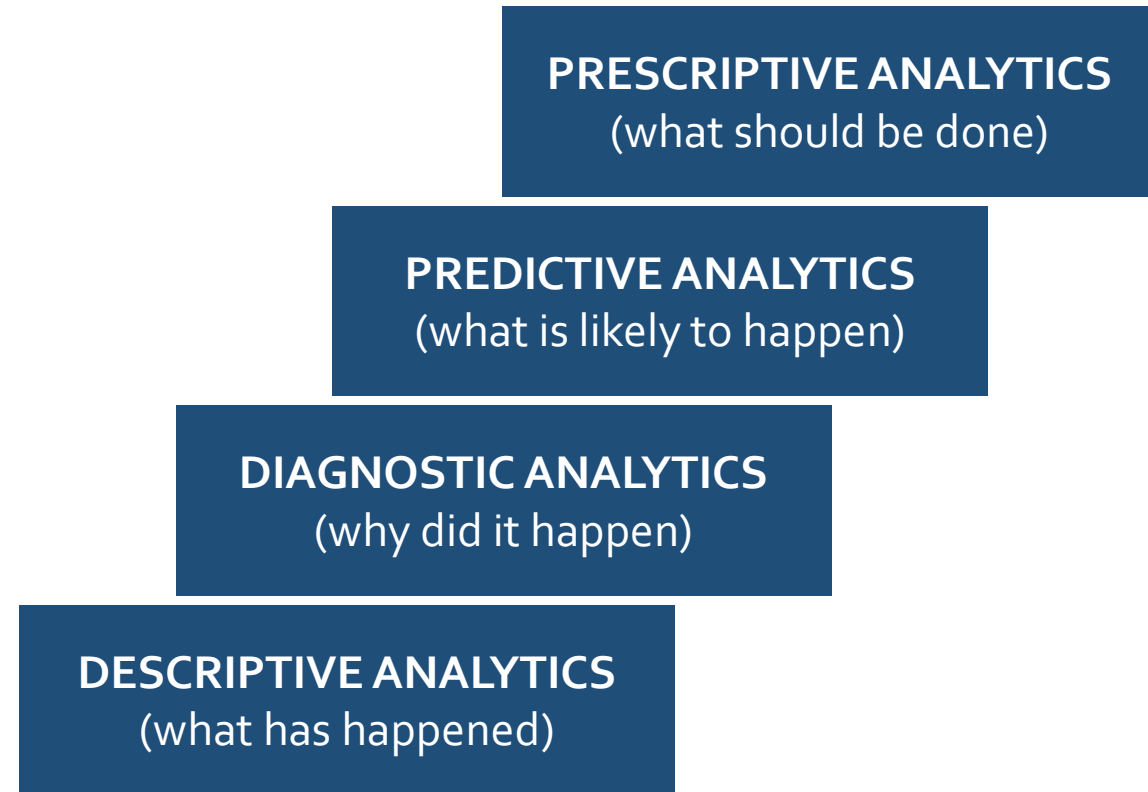 PRESCRIPTIVE ANALYTICS
(what should be done)
PREDICTIVE ANALYTICS
(what is likely to happen)
DIAGNOSTIC ANALYTICS
(why did it happen)
DESCRIPTIVE ANALYTICS
(what has happened)